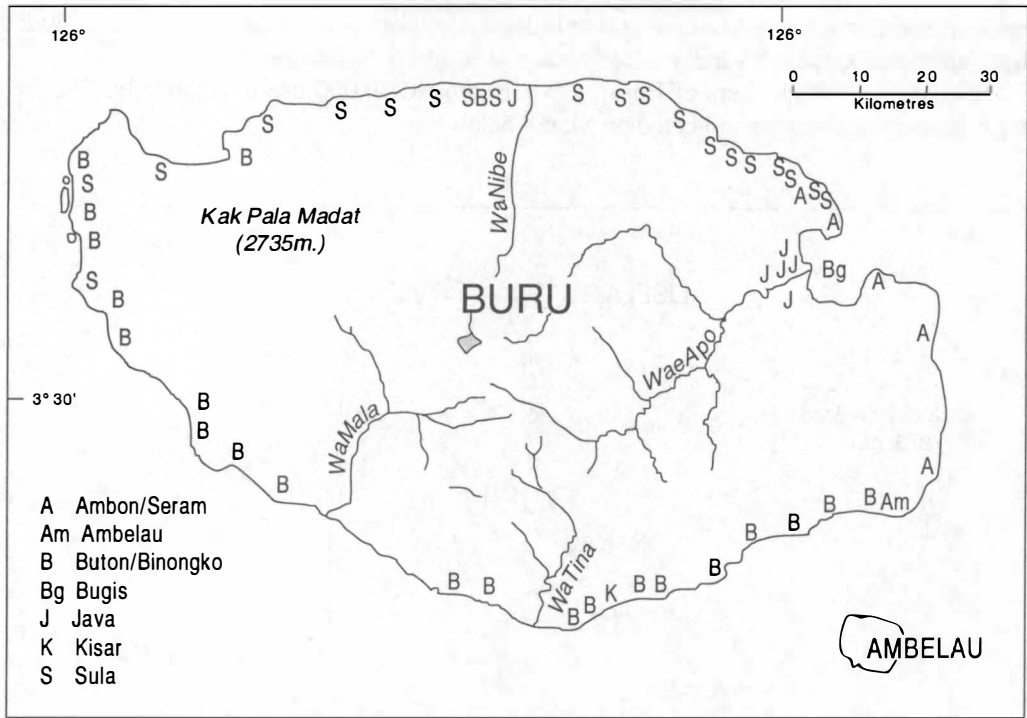 126°
126°
0 10 20 30
Kilometres
S S S SBSJ S S S
S S
B S B S S S S
S S A S
B A
B
Kak Pala Madat
(2735m.)
WaNibe
J
J J J Bg
J
S A
B
BURU
B A
WaeApo
3° 30'
B
B
WaMala
B
B A
B Am
B
B
B
A Ambon/Seram
Am Ambelau
B Buton/Binongko
Bg Bugis
J Java
K Kisar
S Sula
WaTina
B B
B B K B B B
AMBELAU